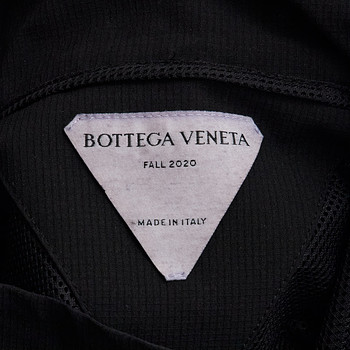 BOTTEGA VENETA
FALL 2020
MADE IN ITALY